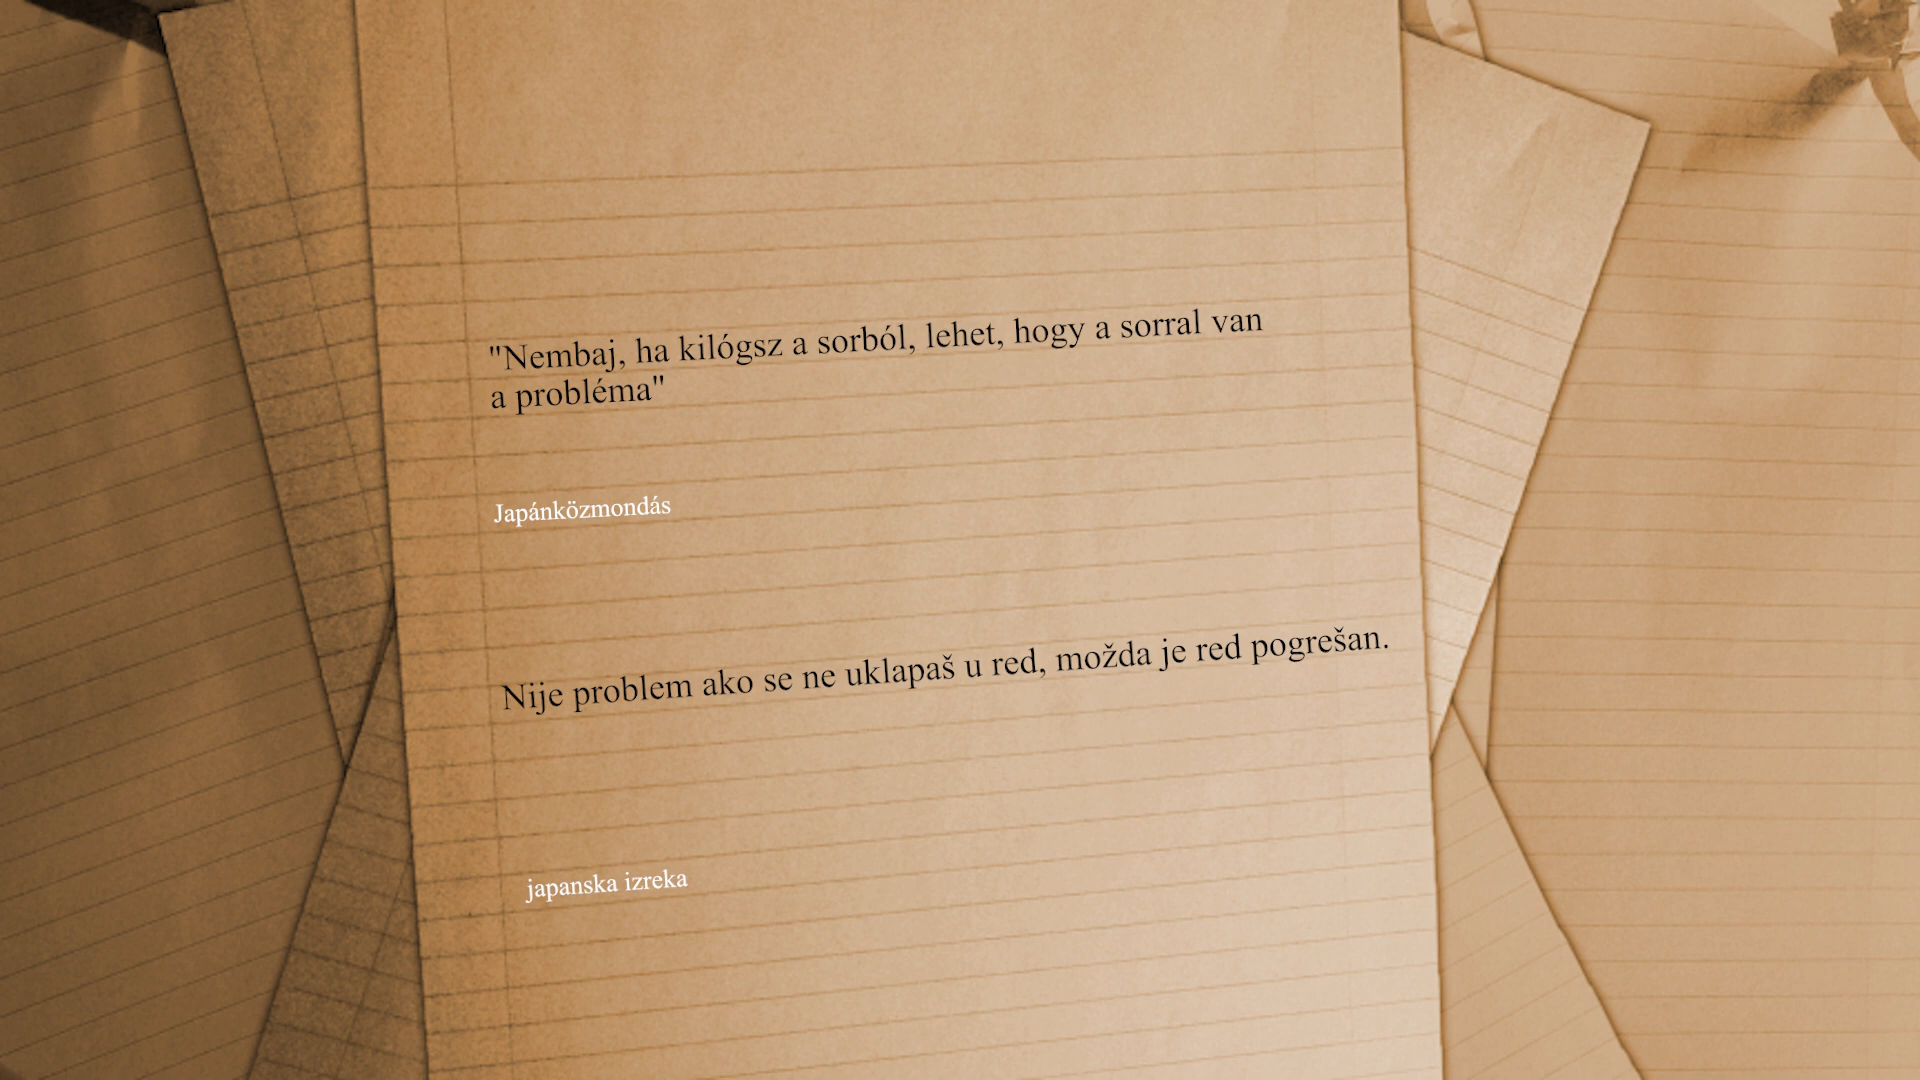 "Nembaj, ha kilógsz a sorból, lehet, hogy a sorral van
a probléma"
Japánközmondás
Nije problem ako se ne uklapaš u red, možda je red pogrešan.
japanska izreka